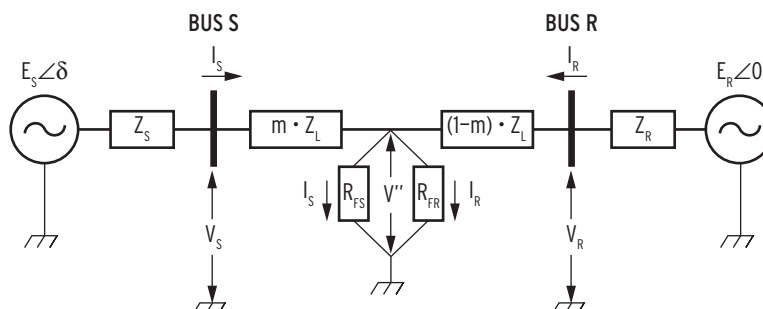 BUS S
BUS R
I_S
I_R
E_S∠δ
E_R∠0
Z_S
m · Z_L
(1–m) · Z_L
Z_R
I_S
R_FS
V''
R_FR
I_R
V_S
V_R